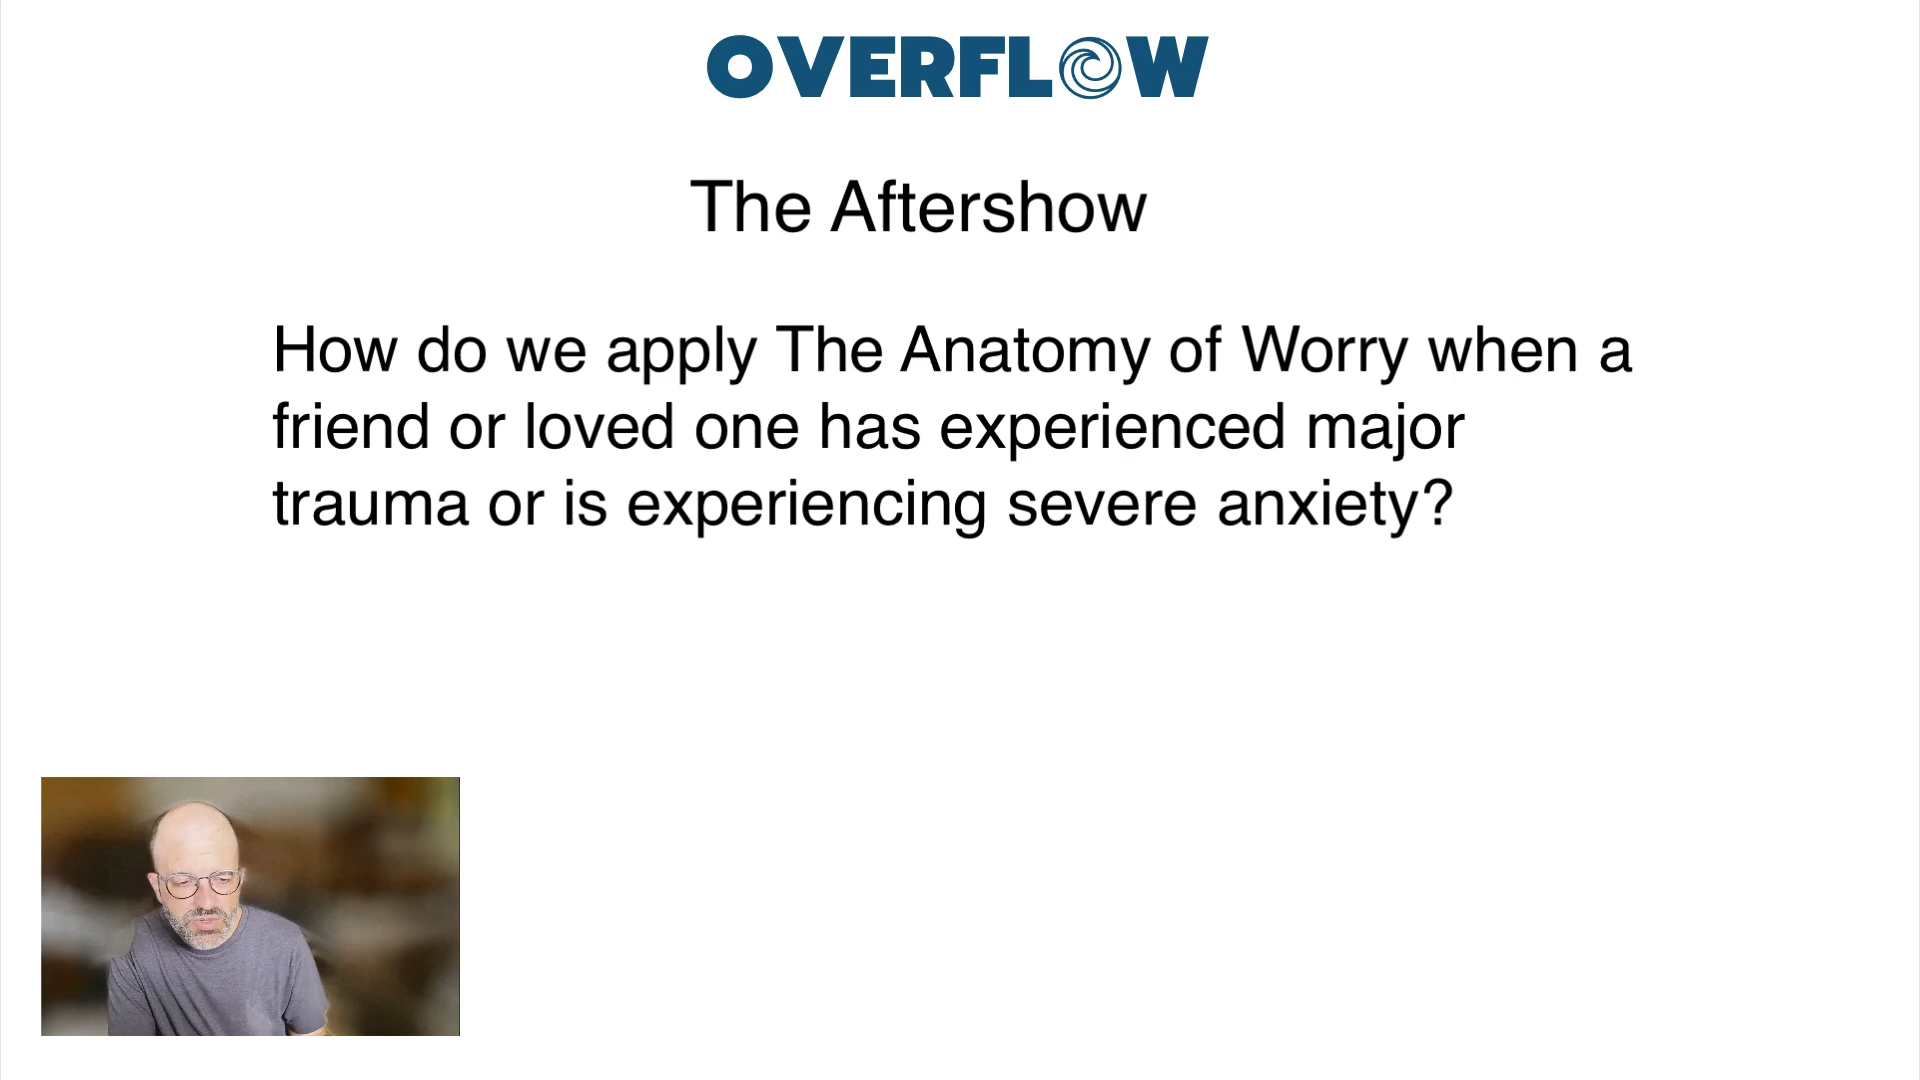 OVERFLOW
The Aftershow
How do we apply The Anatomy of Worry when a
friend or loved one has experienced major
trauma or is experiencing severe anxiety?